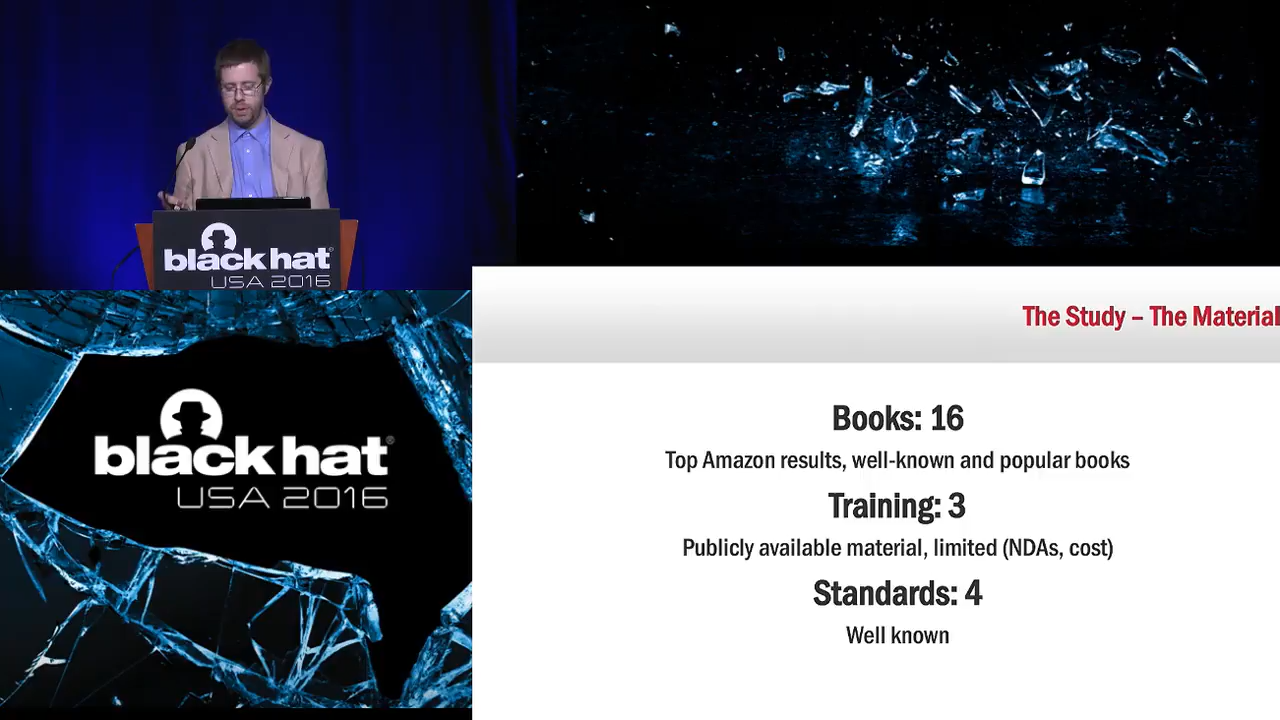 black hat
USA 2016
black hat®
USA 2016
The Study – The Material
Books: 16
Top Amazon results, well-known and popular books
Training: 3
Publicly available material, limited (NDAs, cost)
Standards: 4
Well known